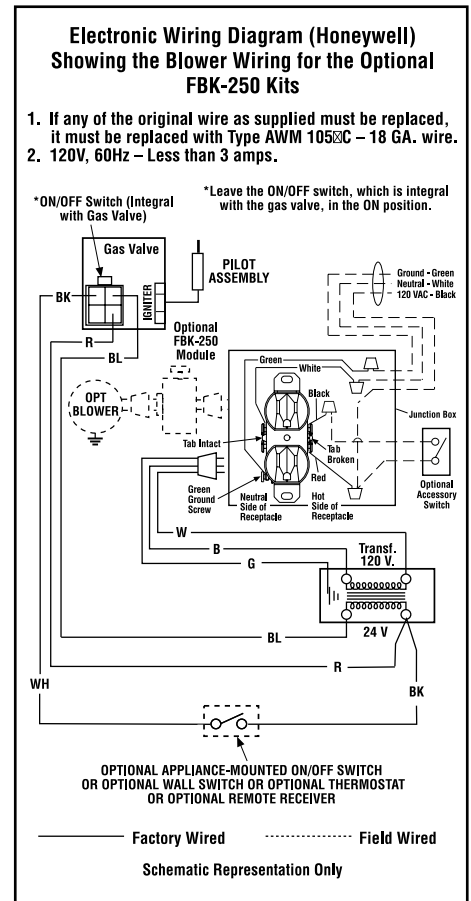 Electronic Wiring Diagram (Honeywell)
Showing the Blower Wiring for the Optional
FBK-250 Kits
1. If any of the original wire as supplied must be replaced,
it must be replaced with Type AWM 105☒C – 18 GA. wire.
2. 120V, 60Hz – Less than 3 amps.
*ON/OFF Switch (Integral
with Gas Valve)
*Leave the ON/OFF switch, which is integral
with the gas valve, in the ON position.
Gas Valve
IGNITER
PILOT
ASSEMBLY
BK
R
BL
Ground - Green
Neutral - White
120 VAC - Black
Optional
FBK-250
Module
OPT
BLOWER
Green
White
Black
Junction Box
Tab Intact
Tab
Broken
Red
Green
Ground
Screw
Neutral
Side of
Receptacle
Hot
Side of
Receptacle
Optional
Accessory
Switch
W
B
G
Transf.
120 V.
24 V
BL
R
WH
BK
OPTIONAL APPLIANCE-MOUNTED ON/OFF SWITCH
OR OPTIONAL WALL SWITCH OR OPTIONAL THERMOSTAT
OR OPTIONAL REMOTE RECEIVER
Factory Wired
Field Wired
Schematic Representation Only